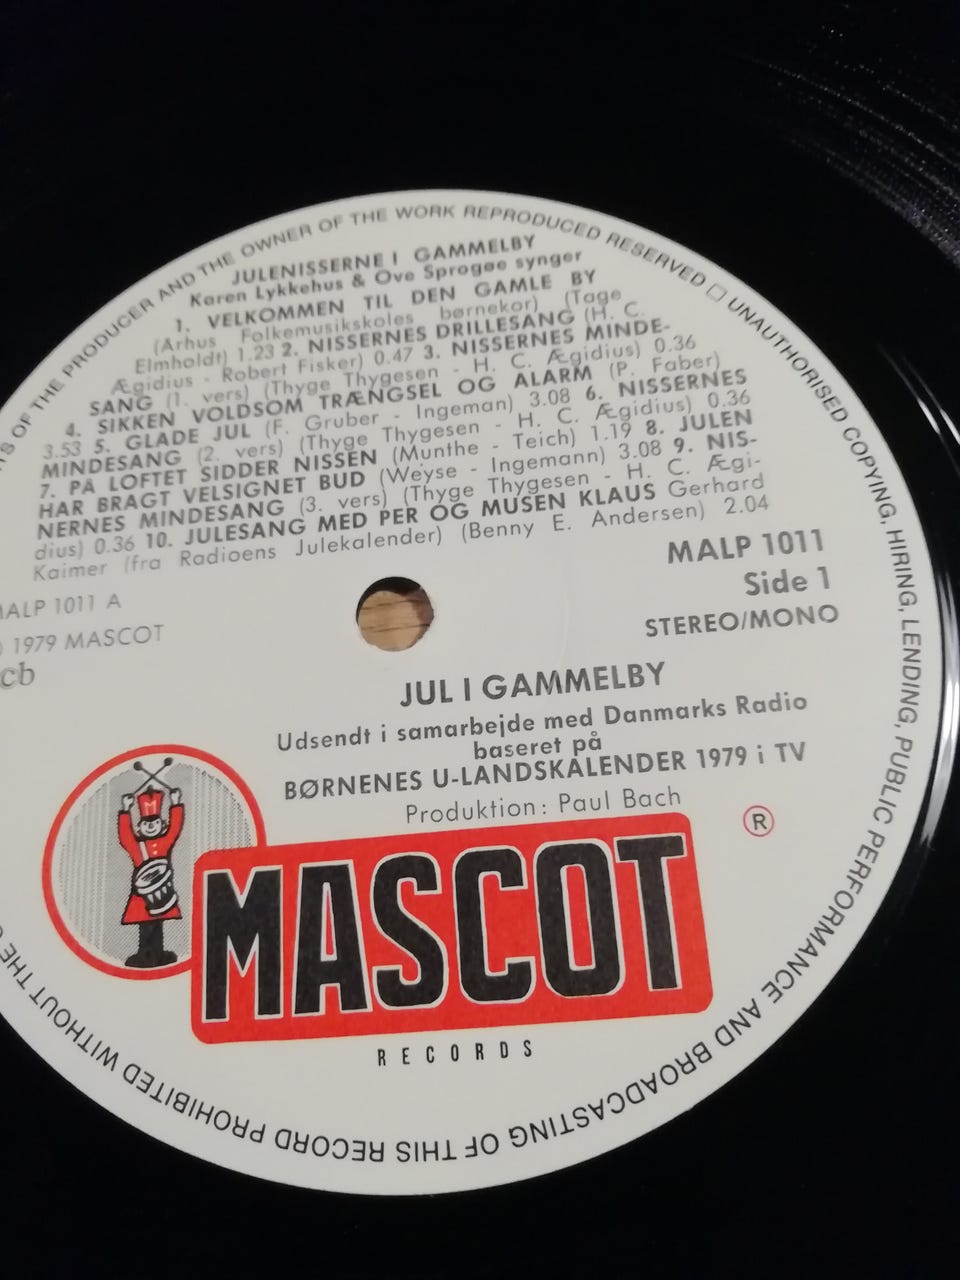 JULENISSERNE I GAMMELBY
Karen Lykkehus & Ove Sprogøe synger
1. VELKOMMEN TIL DEN GAMLE BY
(Århus Folkemusikskoles børnekor) (Tage
Elmholdt) 1.23 2. NISSERNES DRILLESANG (H. C.
Ægidius - Robert Fisker) 0.47 3. NISSERNES MINDE-
SANG (1. vers) (Thyge Thygesen - H. C. Ægidius) 0.36
4. SIKKEN VOLDSOM TRÆNGSEL OG ALARM (P. Faber)
3.53 5. GLADE JUL (F. Gruber - Ingeman) 3.08 6. NISSERNES
MINDESANG (2. vers) (Thyge Thygesen - H. C. Ægidius) 0.36
7. PÅ LOFTET SIDDER NISSEN (Munthe - Teich) 1.19 8. JULEN
HAR BRAGT VELSIGNET BUD (Weyse - Ingemann) 3.08 9. NIS-
NERNES MINDESANG (3. vers) (Thyge Thygesen - H. C. Ægi-
dius) 0.36 10. JULESANG MED PER OG MUSEN KLAUS Gerhard
Kaimer (fra Radioens Julekalender) (Benny E. Andersen) 2.04
MALP 1011
Side 1
STEREO/MONO
MALP 1011 A
1979 MASCOT
cb
JUL I GAMMELBY
Udsendt i samarbejde med Danmarks Radio
baseret på
BØRNENES U-LANDSKALENDER 1979 i TV
Produktion: Paul Bach
M
MASCOT
®
RECORDS
OF THE PRODUCER AND THE OWNER OF THE WORK REPRODUCED RESERVED □ UNAUTHORISED COPYING, HIRING, LENDING, PUBLIC PERFORMANCE AND BROADCASTING OF THIS RECORD PROHIBITED WITHOUT THE